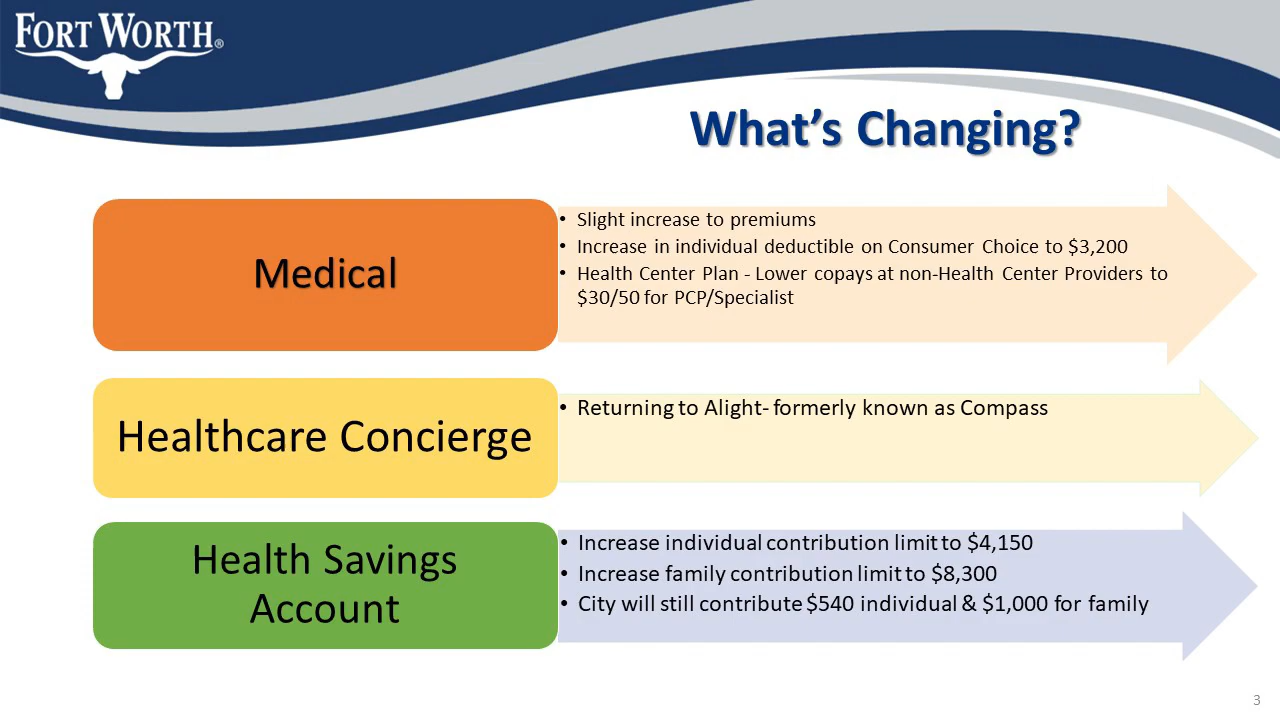 FORT WORTH®
What's Changing?
Medical
• Slight increase to premiums
• Increase in individual deductible on Consumer Choice to $3,200
• Health Center Plan - Lower copays at non-Health Center Providers to
$30/50 for PCP/Specialist
Healthcare Concierge
• Returning to Alight- formerly known as Compass
Health Savings
Account
• Increase individual contribution limit to $4,150
• Increase family contribution limit to $8,300
• City will still contribute $540 individual & $1,000 for family
3